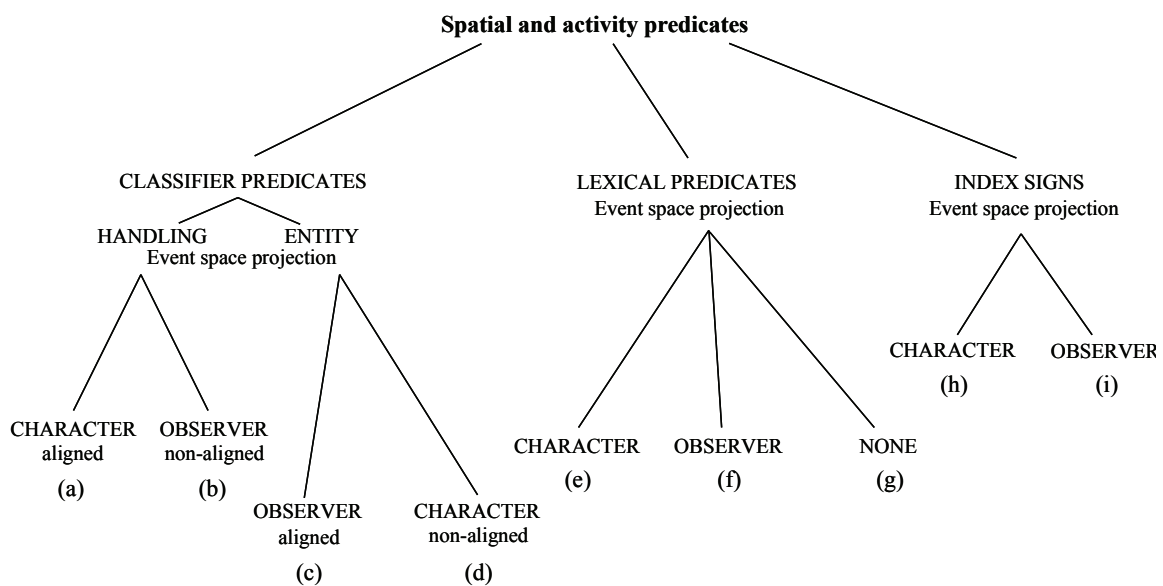 Spatial and activity predicates
CLASSIFIER PREDICATES
LEXICAL PREDICATES
INDEX SIGNS
Event space projection
Event space projection
HANDLING
ENTITY
Event space projection
CHARACTER
OBSERVER
(h)
(i)
CHARACTER
aligned
OBSERVER
non-aligned
(a)
(b)
CHARACTER
OBSERVER
NONE
(e)
(f)
(g)
OBSERVER
aligned
CHARACTER
non-aligned
(c)
(d)